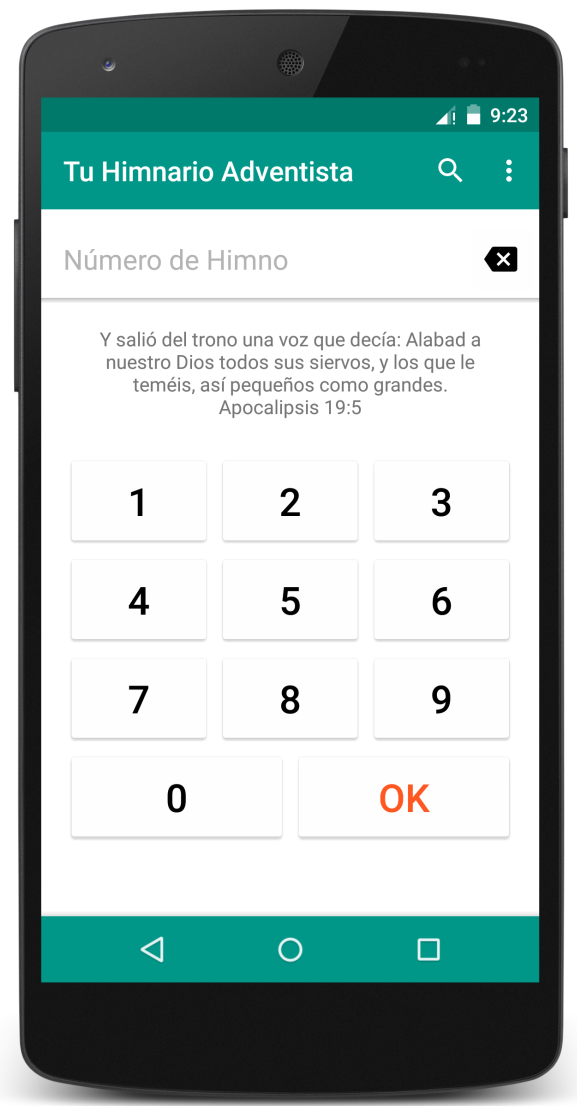 9:23
Tu Himnario Adventista
Número de Himno
Y salió del trono una voz que decía: Alabad a
nuestro Dios todos sus siervos, y los que le
teméis, así pequeños como grandes.
Apocalipsis 19:5
1 2 3
4 5 6
7 8 9
0 OK